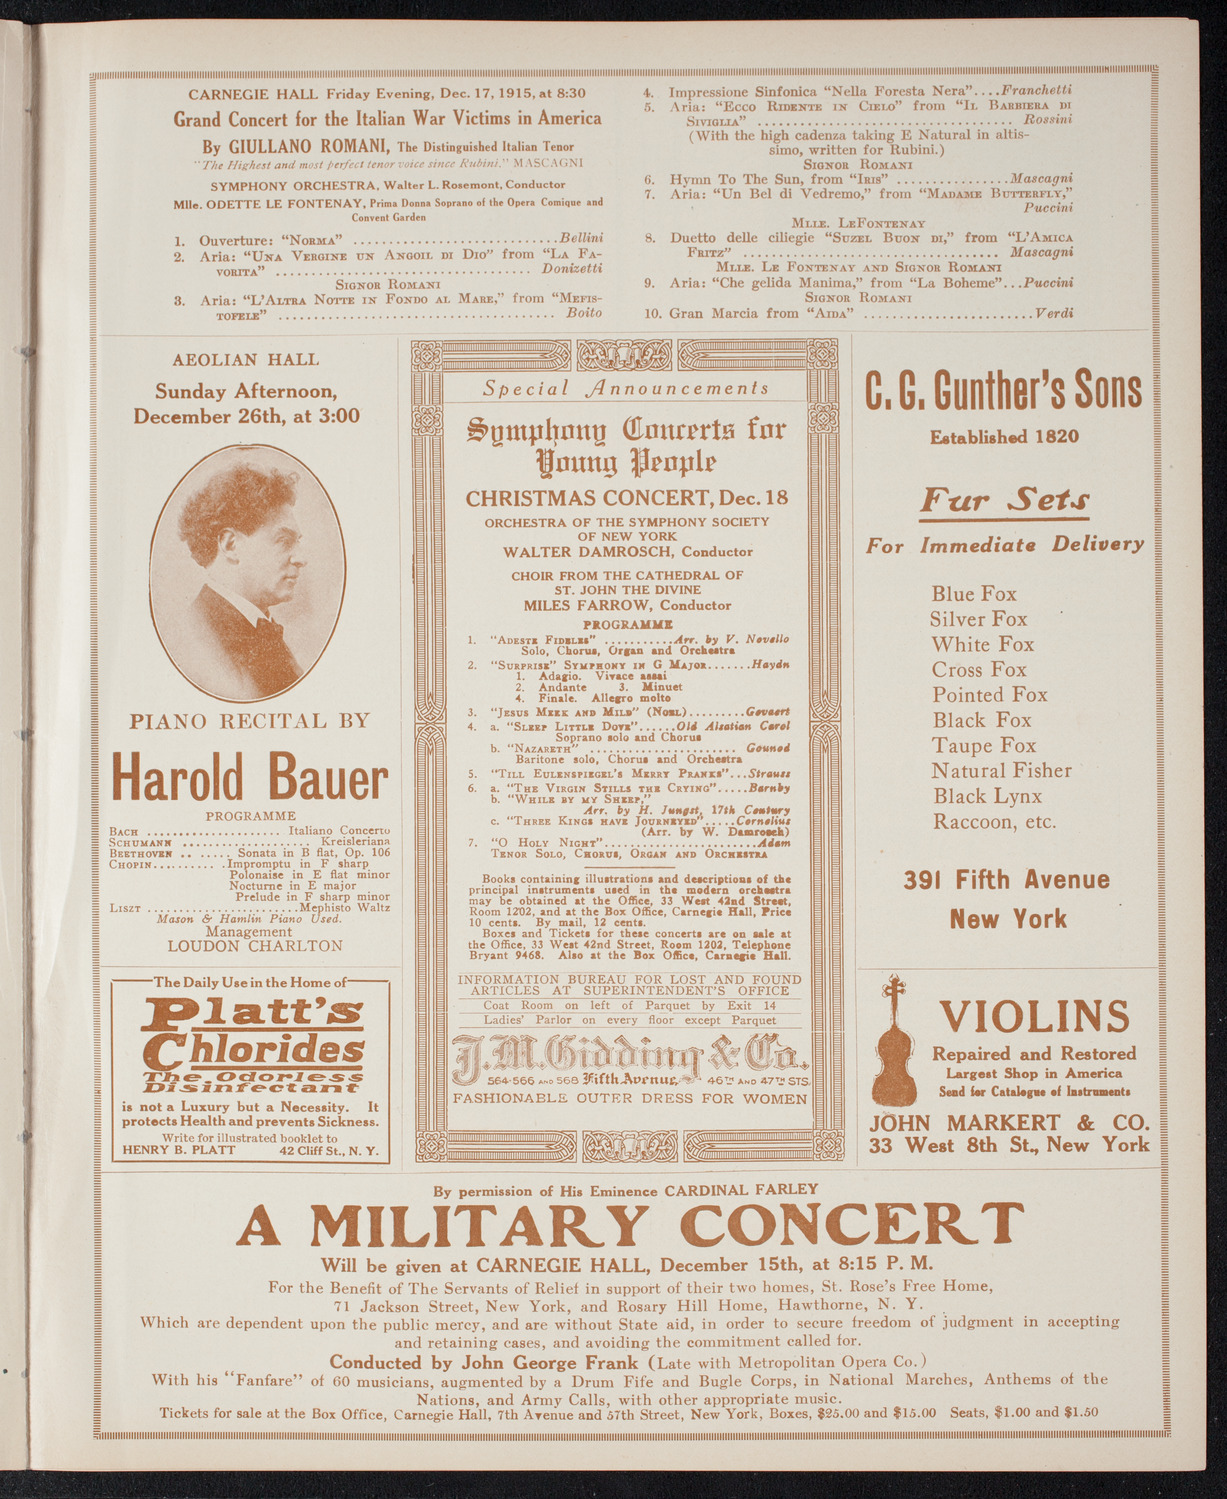 CARNEGIE HALL Friday Evening, Dec. 17, 1915, at 8:30
Grand Concert for the Italian War Victims in America
By GIULLANO ROMANI, The Distinguished Italian Tenor
"The Highest and most perfect tenor voice since Rubini." MASCAGNI
SYMPHONY ORCHESTRA, Walter L. Rosemont, Conductor
Mlle. ODETTE LE FONTENAY, Prima Donna Soprano of the Opera Comique and
Convent Garden
1. Ouverture: "NORMA" ............................Bellini
2. Aria: "UNA VERGINE UN ANGOIL DI DIO" from "LA FA-
VORITA" .................................. Donizetti
SIGNOR ROMANI
3. Aria: "L'ALTRA NOTTE IN FONDO AL MARE," from "MEFIS-
TOFELE" ..................................... Boito
4. Impressione Sinfonica "Nella Foresta Nera"....Franchetti
5. Aria: "ECCO RIDENTE IN CIELO" from "IL BARBIERA DI
SIVIGLIA" .................................. Rossini
(With the high cadenza taking E Natural in altis-
simo, written for Rubini.)
SIGNOR ROMANI
6. Hymn To The Sun, from "IRIS" ...............Mascagni
7. Aria: "Un Bel di Vedremo," from "MADAME BUTTERFLY,"
Puccini
MLLE. LEFONTENAY
8. Duetto delle ciliegie "SUZEL BUON DI," from "L'AMICA
FRITZ" ...................................... Mascagni
MLLE. LE FONTENAY AND SIGNOR ROMANI
9. Aria: "Che gelida Manima," from "La Boheme"...Puccini
SIGNOR ROMANI
10. Gran Marcia from "AIDA" .......................Verdi
AEOLIAN HALL
Sunday Afternoon,
December 26th, at 3:00
PIANO RECITAL BY
Harold Bauer
PROGRAMME
BACH ..................... Italiano Concerto
SCHUMANN ................... Kreisleriana
BEETHOVEN .. ..... Sonata in B flat, Op. 106
CHOPIN..........Impromptu in F sharp
Polonaise in E flat minor
Nocturne in E major
Prelude in F sharp minor
LISZT ......................Mephisto Waltz
Mason & Hamlin Piano Used.
Management
LOUDON CHARLTON
The Daily Use in the Home of
Platt's
Chlorides
The Odorless
Disinfectant
is not a Luxury but a Necessity. It
protects Health and prevents Sickness.
Write for illustrated booklet to
HENRY B. PLATT 42 Cliff St., N. Y.
Special Announcements
Symphony Concerts for
Young People
CHRISTMAS CONCERT, Dec. 18
ORCHESTRA OF THE SYMPHONY SOCIETY
OF NEW YORK
WALTER DAMROSCH, Conductor
CHOIR FROM THE CATHEDRAL OF
ST. JOHN THE DIVINE
MILES FARROW, Conductor
PROGRAMME
1. "ADESTE FIDELES" ...........Arr. by V. Novello
Solo, Chorus, Organ and Orchestra
2. "SURPRISE" SYMPHONY IN G MAJOR.......Haydn
1. Adagio. Vivace assai
2. Andante 3. Minuet
4. Finale. Allegro molto
3. "JESUS MEEK AND MILD" (NOEL).........Gevaert
4. a. "SLEEP LITTLE DOVE"......Old Alsatian Carol
Soprano solo and Chorus
b. "NAZARETH" ...................... Gounod
Baritone solo, Chorus and Orchestra
5. "TILL EULENSPIEGEL'S MERRY PRANKS"...Strauss
6. a. "THE VIRGIN STILLS THE CRYING".....Barnby
b. "WHILE BY MY SHEEP,"
Arr. by H. Jungst, 17th Century
c. "THREE KINGS HAVE JOURNEYED".....Cornelius
(Arr. by W. Damrosch)
7. "O HOLY NIGHT"......................Adam
TENOR SOLO, CHORUS, ORGAN AND ORCHESTRA
Books containing illustrations and descriptions of the
principal instruments used in the modern orchestra
may be obtained at the Office, 33 West 42nd Street,
Room 1202, and at the Box Office, Carnegie Hall, Price
10 cents. By mail, 12 cents.
Boxes and Tickets for these concerts are on sale at
the Office, 33 West 42nd Street, Room 1202, Telephone
Bryant 9468. Also at the Box Office, Carnegie Hall.
INFORMATION BUREAU FOR LOST AND FOUND
ARTICLES AT SUPERINTENDENT'S OFFICE
Coat Room on left of Parquet by Exit 14
Ladies' Parlor on every floor except Parquet
J.M. Gidding & Co.
564-566 AND 568 Fifth Avenue 46TH AND 47TH STS.
FASHIONABLE OUTER DRESS FOR WOMEN
C. G. Gunther's Sons
Established 1820
Fur Sets
For Immediate Delivery
Blue Fox
Silver Fox
White Fox
Cross Fox
Pointed Fox
Black Fox
Taupe Fox
Natural Fisher
Black Lynx
Raccoon, etc.
391 Fifth Avenue
New York
VIOLINS
Repaired and Restored
Largest Shop in America
Send for Catalogue of Instruments
JOHN MARKERT & CO.
33 West 8th St., New York
By permission of His Eminence CARDINAL FARLEY
A MILITARY CONCERT
Will be given at CARNEGIE HALL, December 15th, at 8:15 P. M.
For the Benefit of The Servants of Relief in support of their two homes, St. Rose's Free Home,
71 Jackson Street, New York, and Rosary Hill Home, Hawthorne, N. Y.
Which are dependent upon the public mercy, and are without State aid, in order to secure freedom of judgment in accepting
and retaining cases, and avoiding the commitment called for.
Conducted by John George Frank (Late with Metropolitan Opera Co.)
With his "Fanfare" of 60 musicians, augmented by a Drum Fife and Bugle Corps, in National Marches, Anthems of the
Nations, and Army Calls, with other appropriate music.
Tickets for sale at the Box Office, Carnegie Hall, 7th Avenue and 57th Street, New York, Boxes, $25.00 and $15.00 Seats, $1.00 and $1.50